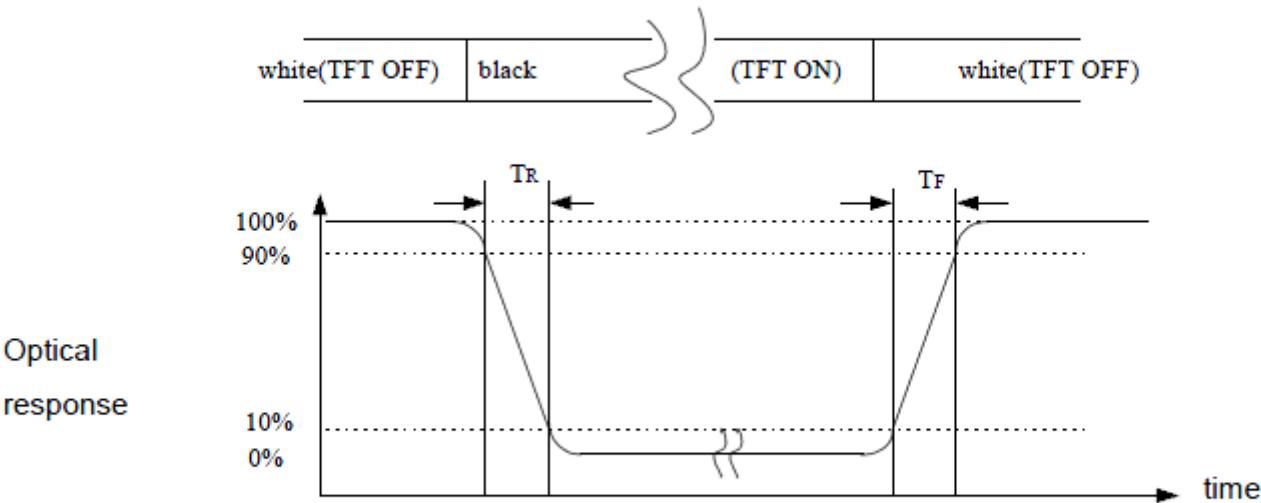 white(TFT OFF) black (TFT ON) white(TFT OFF)
TR TF
100%
90%
Optical
response
10%
0%
time